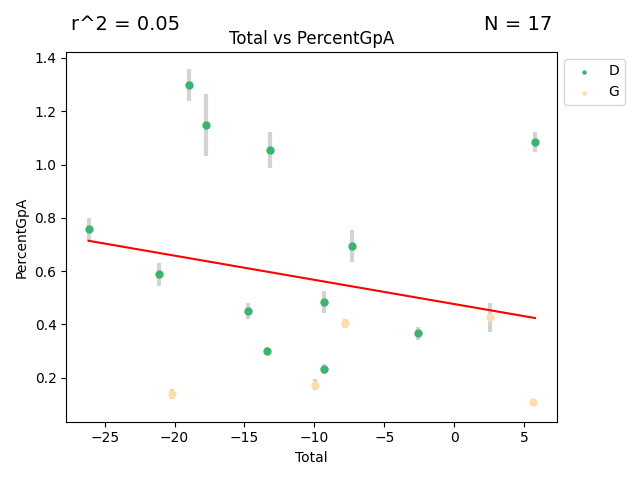 r^2 = 0.05
N = 17
Total vs PercentGpA
D
G
PercentGpA
1.4
1.2
1.0
0.8
0.6
0.4
0.2
−25
−20
−15
−10
−5
0
5
Total